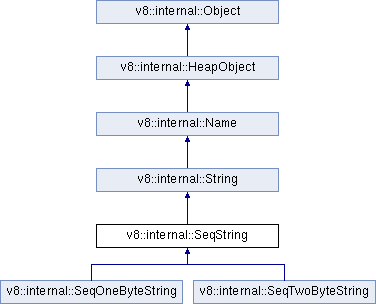 v8::internal::Object
v8::internal::HeapObject
v8::internal::Name
v8::internal::String
v8::internal::SeqString
v8::internal::SeqOneByteString
v8::internal::SeqTwoByteString